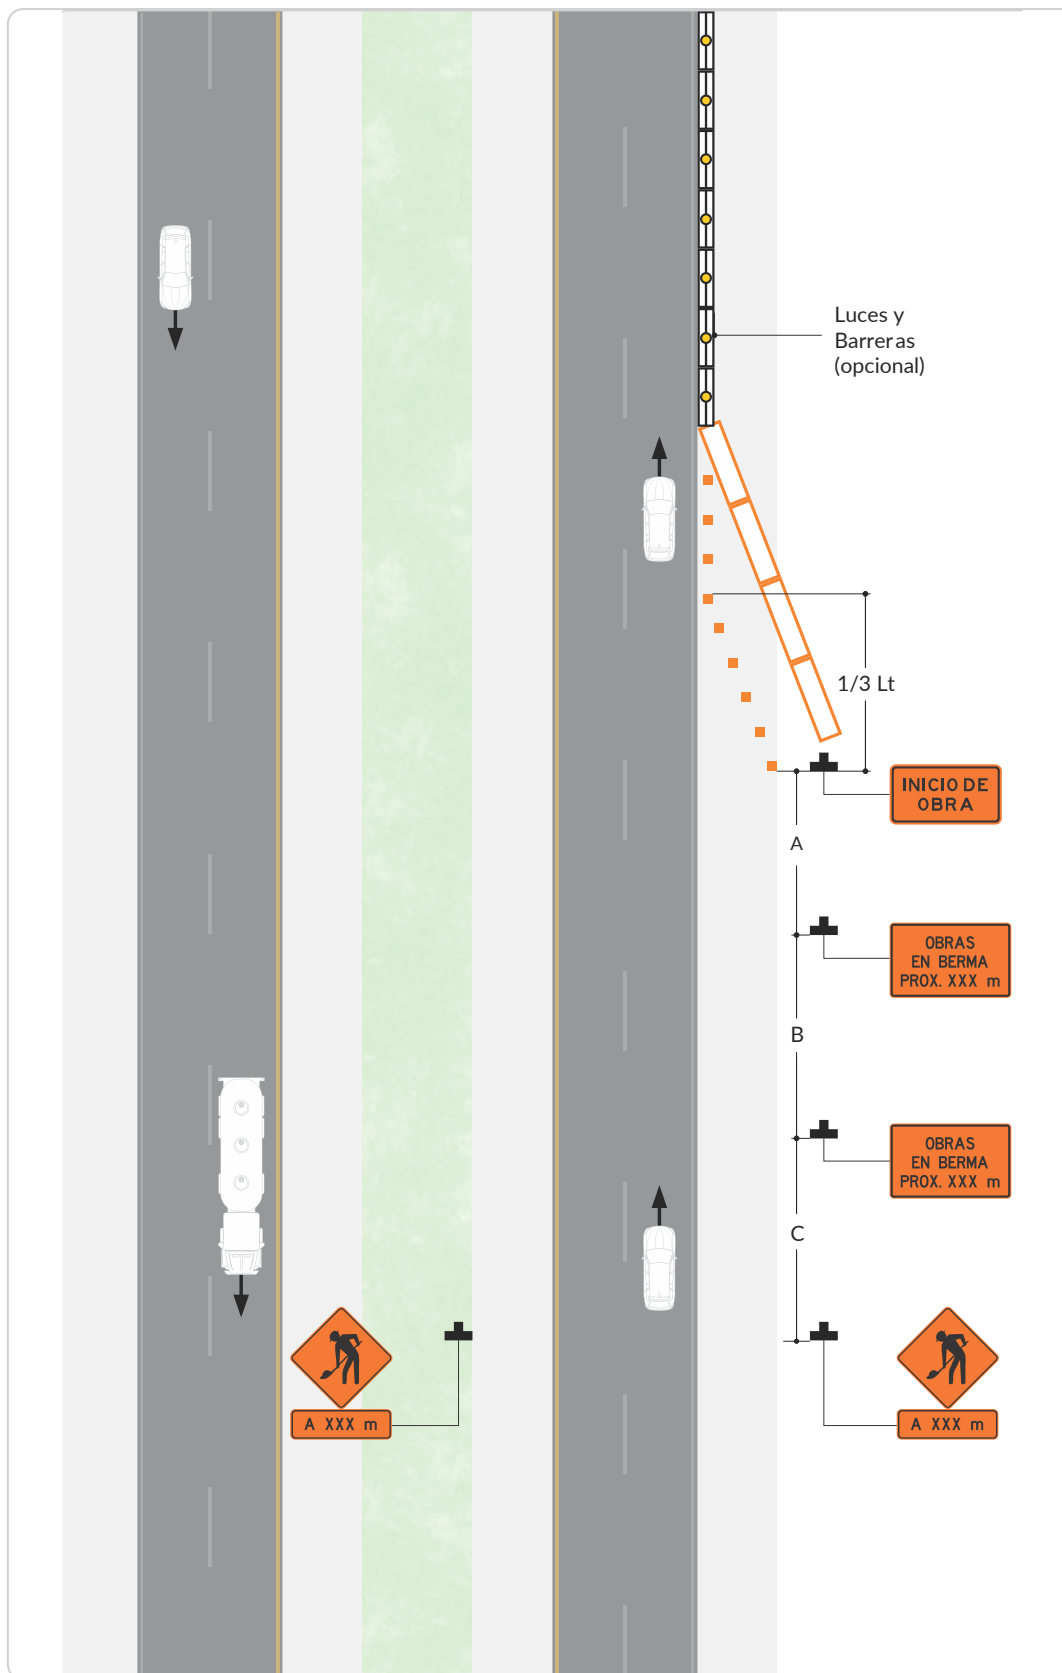 Luces y
Barreras
(opcional)
1/3 Lt
INICIO DE
OBRA
A
OBRAS
EN BERMA
PROX. XXX m
B
OBRAS
EN BERMA
PROX. XXX m
C
A XXX m
A XXX m